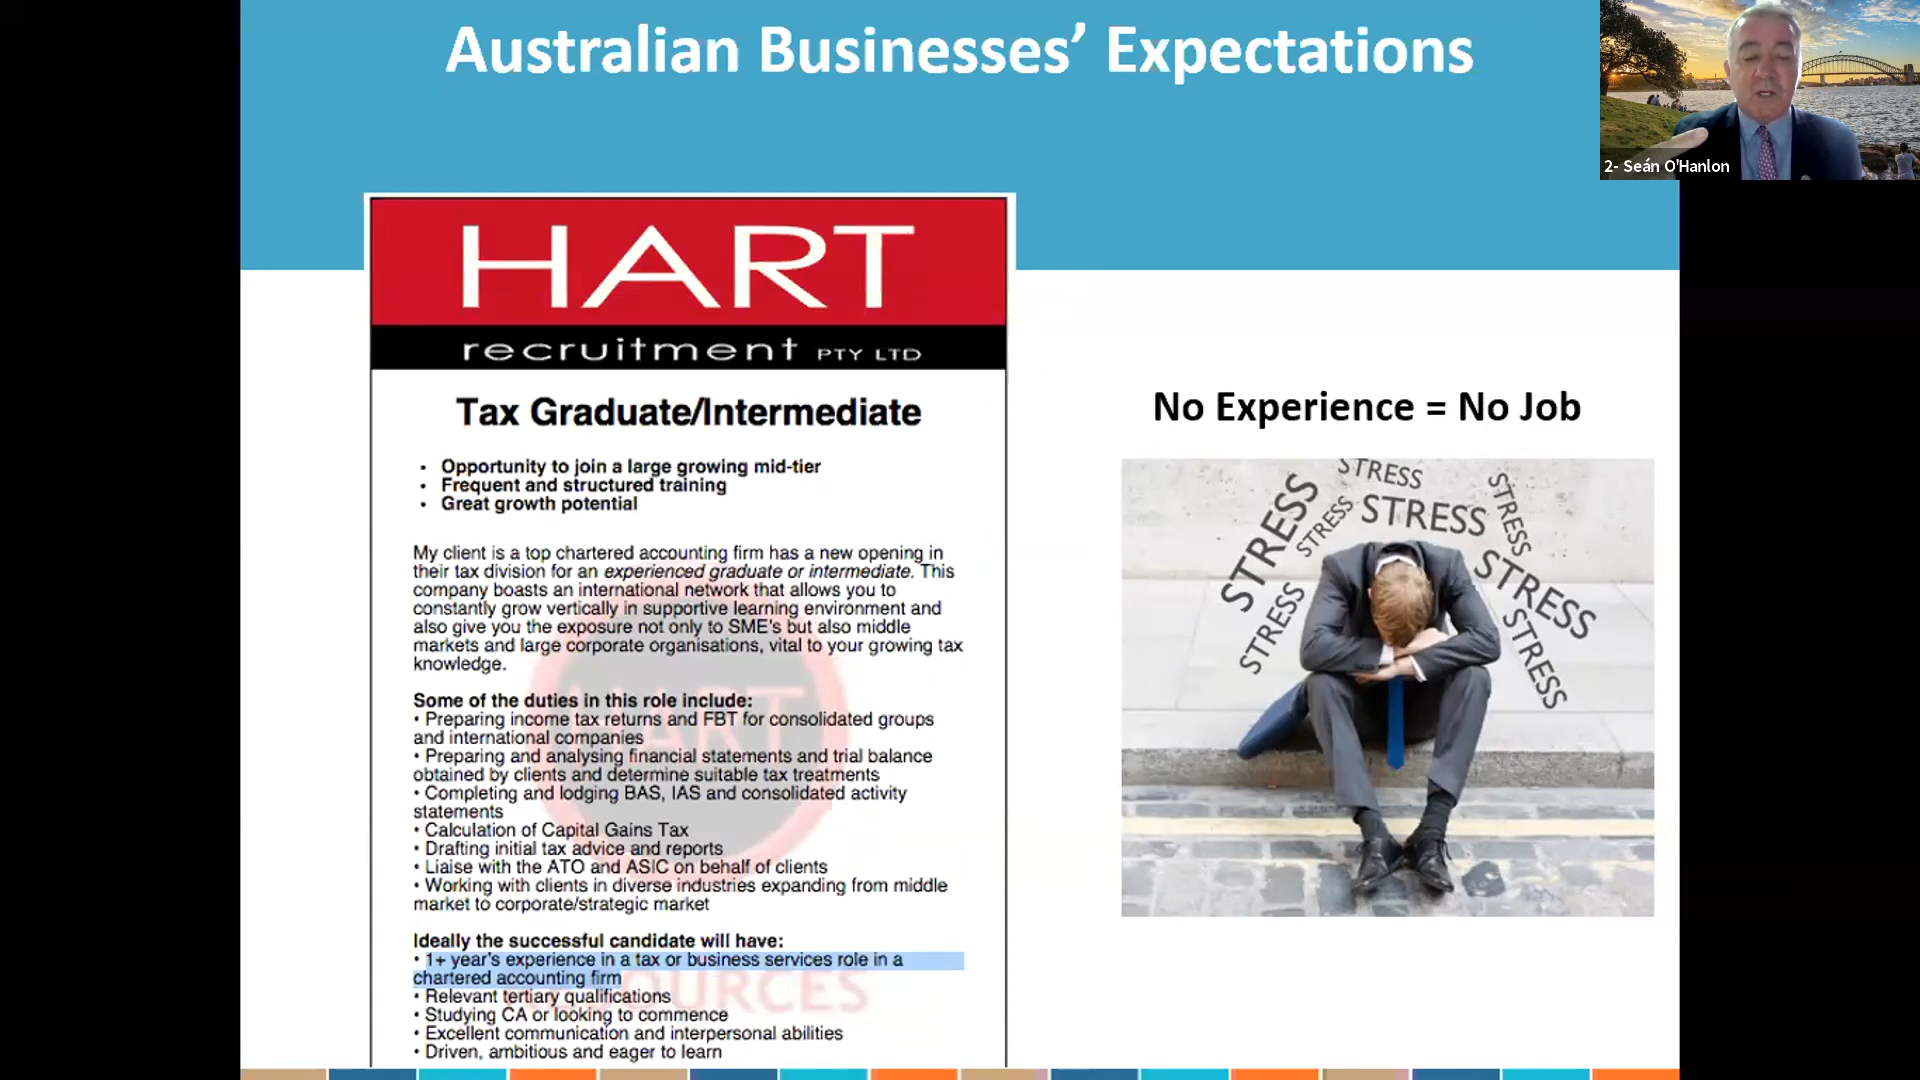 Australian Businesses’ Expectations
2- Seán O'Hanlon
HART
recruitment PTY LTD
Tax Graduate/Intermediate
• Opportunity to join a large growing mid-tier
• Frequent and structured training
• Great growth potential
My client is a top chartered accounting firm has a new opening in
their tax division for an experienced graduate or intermediate. This
company boasts an international network that allows you to
constantly grow vertically in supportive learning environment and
also give you the exposure not only to SME's but also middle
markets and large corporate organisations, vital to your growing tax
knowledge.
Some of the duties in this role include:
• Preparing income tax returns and FBT for consolidated groups
and international companies
• Preparing and analysing financial statements and trial balance
obtained by clients and determine suitable tax treatments
• Completing and lodging BAS, IAS and consolidated activity
statements
• Calculation of Capital Gains Tax
• Drafting initial tax advice and reports
• Liaise with the ATO and ASIC on behalf of clients
• Working with clients in diverse industries expanding from middle
market to corporate/strategic market
Ideally the successful candidate will have:
• 1+ year's experience in a tax or business services role in a
chartered accounting firm
• Relevant tertiary qualifications
• Studying CA or looking to commence
• Excellent communication and interpersonal abilities
• Driven, ambitious and eager to learn
HART
No Experience = No Job
STRESS
STRESS
STRESS
STRESS
STRESS
STRESS
STRESS
STRESS